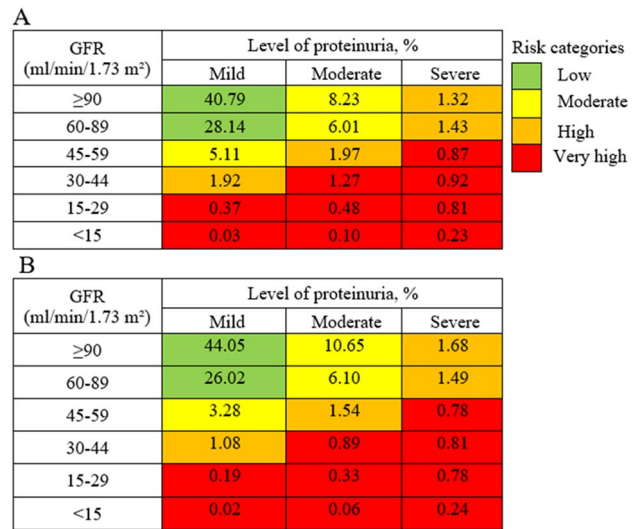 A
GFR
(ml/min/1.73 m²)
Level of proteinuria, %
Mild Moderate Severe
≥90 40.79 8.23 1.32
60-89 28.14 6.01 1.43
45-59 5.11 1.97 0.87
30-44 1.92 1.27 0.92
15-29 0.37 0.48 0.81
<15 0.03 0.10 0.23
Risk categories
Low
Moderate
High
Very high
B
GFR
(ml/min/1.73 m²)
Level of proteinuria, %
Mild Moderate Severe
≥90 44.05 10.65 1.68
60-89 26.02 6.10 1.49
45-59 3.28 1.54 0.78
30-44 1.08 0.89 0.81
15-29 0.19 0.33 0.78
<15 0.02 0.06 0.24